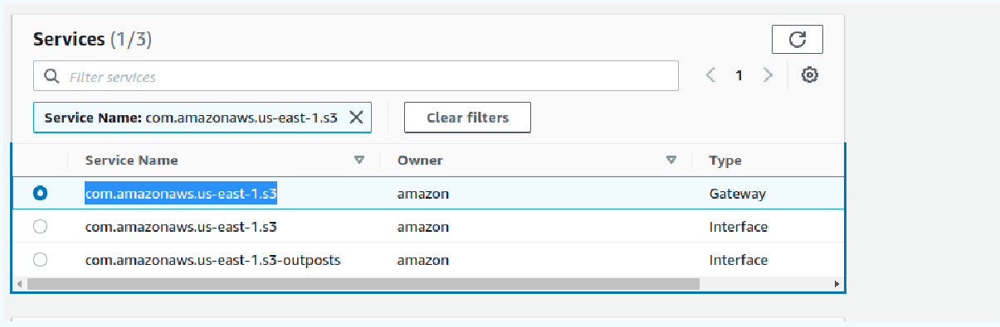 Services (1/3)
Filter services
1
Service Name: com.amazonaws.us-east-1.s3
Clear filters
Service Name Owner Type
com.amazonaws.us-east-1.s3 amazon Gateway
com.amazonaws.us-east-1.s3 amazon Interface
com.amazonaws.us-east-1.s3-outposts amazon Interface